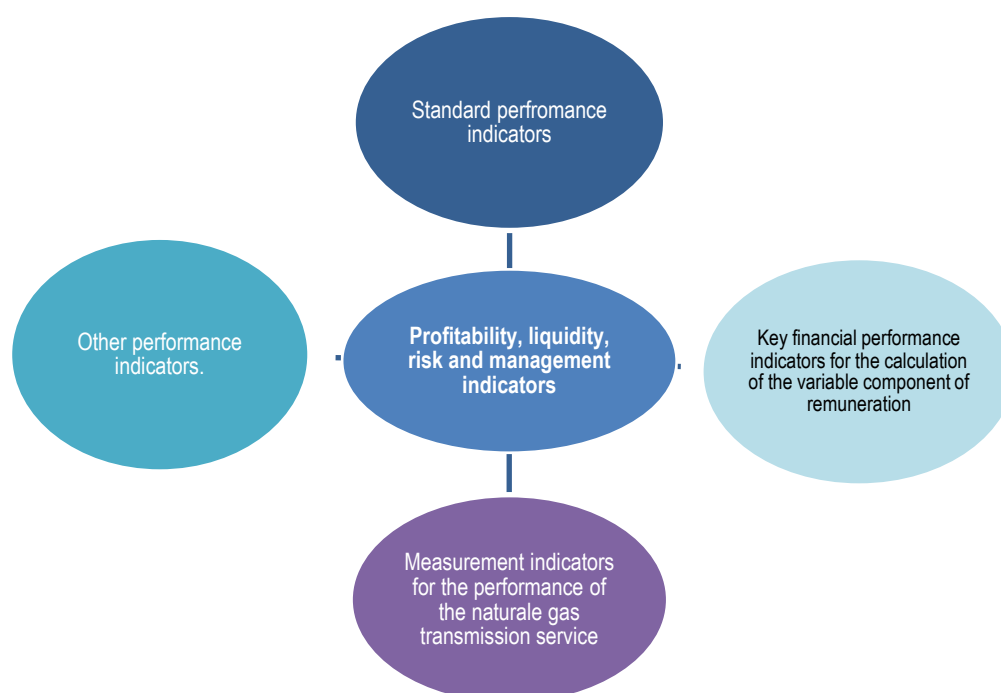 Standard perfromance
indicators
Other performance
indicators.
Profitability, liquidity,
risk and management
indicators
Key financial performance
indicators for the calculation
of the variable component of
remuneration
Measurement indicators
for the performance of
the naturale gas
transmission service